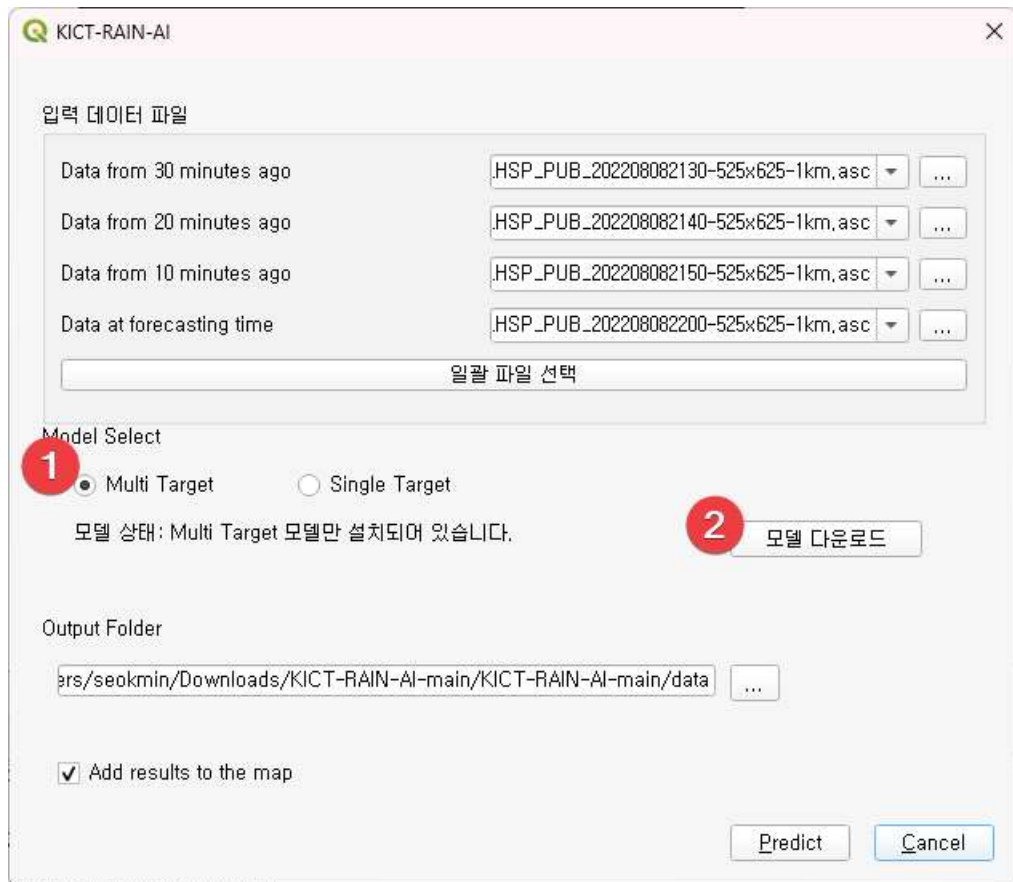 KICT-RAIN-AI
입력 데이터 파일
Data from 30 minutes ago .HSP_PUB_202208082130-525x625-1km.asc ...
Data from 20 minutes ago .HSP_PUB_202208082140-525x625-1km.asc ...
Data from 10 minutes ago .HSP_PUB_202208082150-525x625-1km.asc ...
Data at forecasting time .HSP_PUB_202208082200-525x625-1km.asc ...
일괄 파일 선택
Model Select
1 Multi Target Single Target
모델 상태: Multi Target 모델만 설치되어 있습니다. 2 모델 다운로드
Output Folder
ers/seokmin/Downloads/KICT-RAIN-AI-main/KICT-RAIN-AI-main/data ...
Add results to the map
Predict Cancel